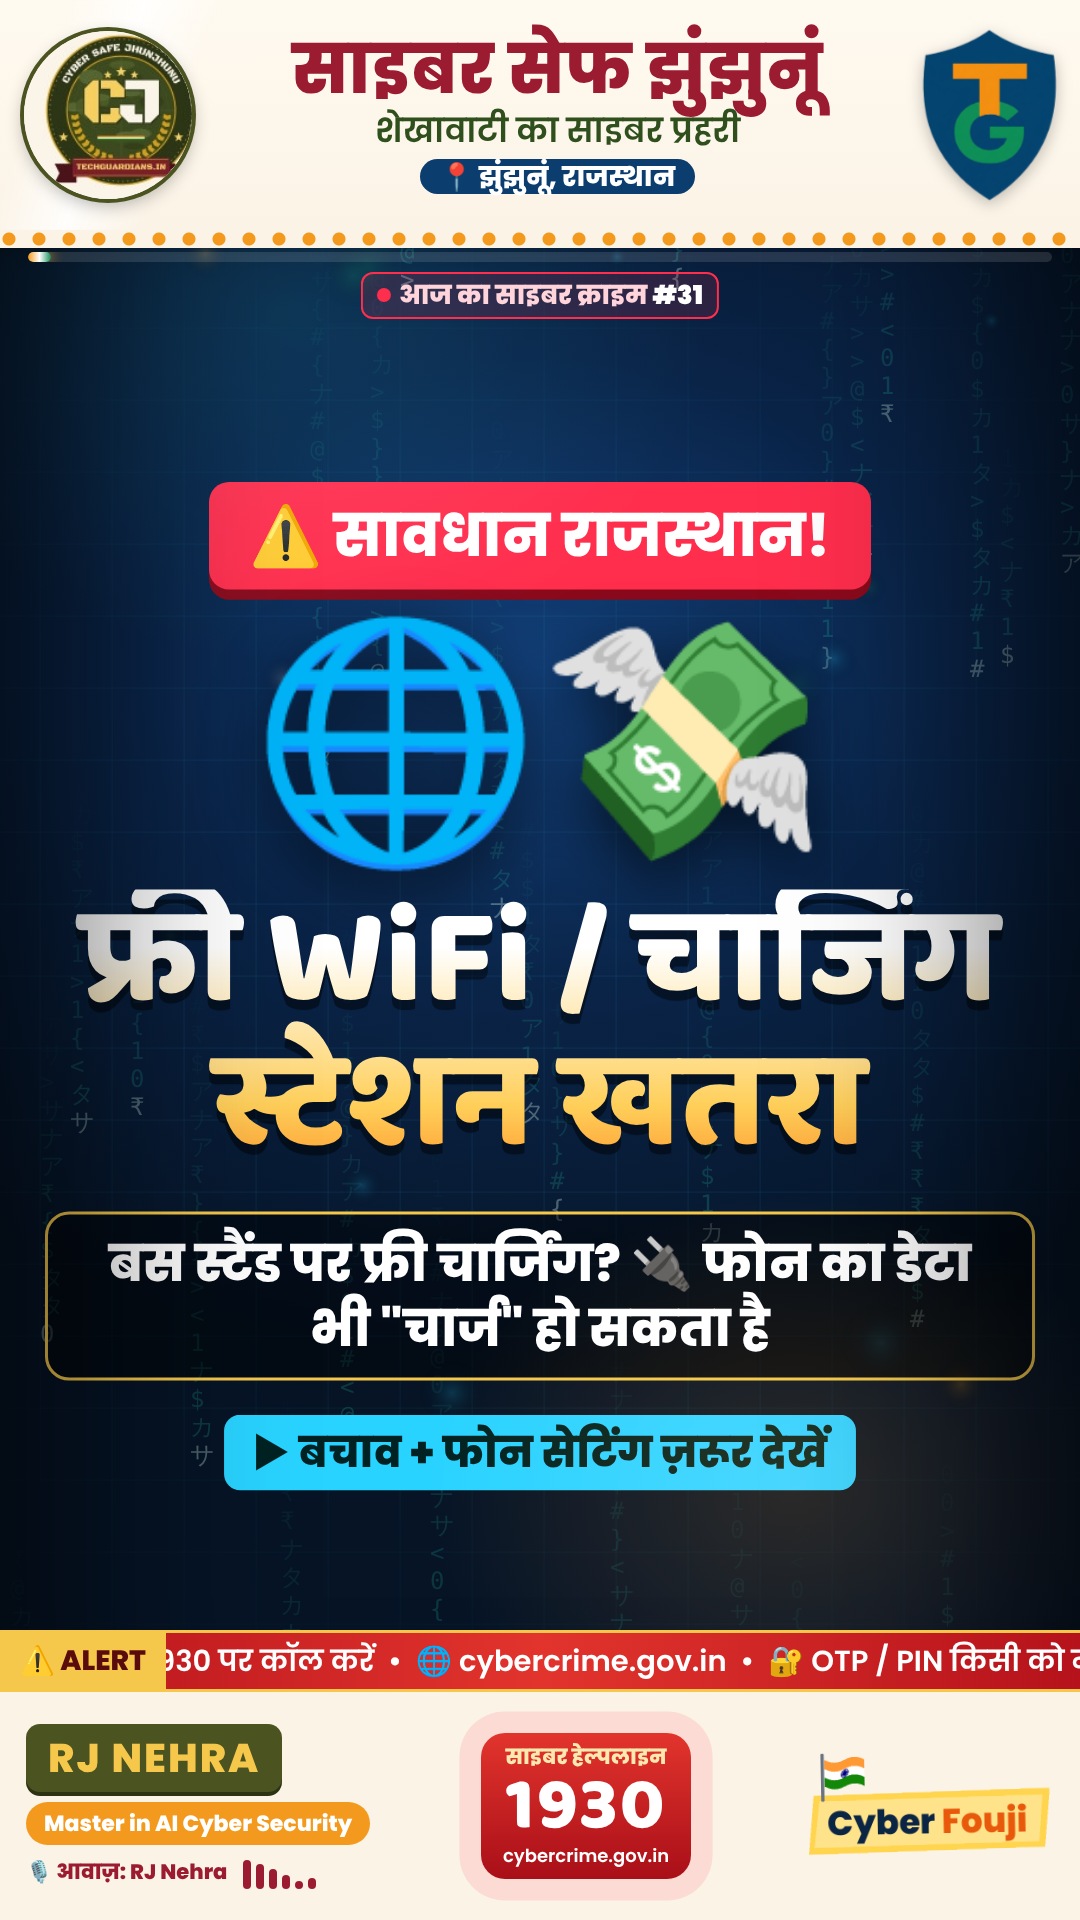 CYBER SAFE JHUNJHUNU
CJ
TECHGUARDIANS.IN
साइबर सेफ झुंझुनूं
शेखावाटी का साइबर प्रहरी
📍 झुंझुनूं, राजस्थान
TG
आज का साइबर क्राइम #31
⚠️ सावधान राजस्थान!
फ्री WiFi / चार्जिंग
स्टेशन खतरा
बस स्टैंड पर फ्री चार्जिंग? 🔌 फोन का डेटा
भी "चार्ज" हो सकता है
▶ बचाव + फोन सेटिंग ज़रूर देखें
⚠️ ALERT
930 पर कॉल करें • 🌐 cybercrime.gov.in • 🔐 OTP / PIN किसी को
RJ NEHRA
Master in AI Cyber Security
🎙️ आवाज़: RJ Nehra
साइबर हेल्पलाइन
1930
cybercrime.gov.in
Cyber Fouji